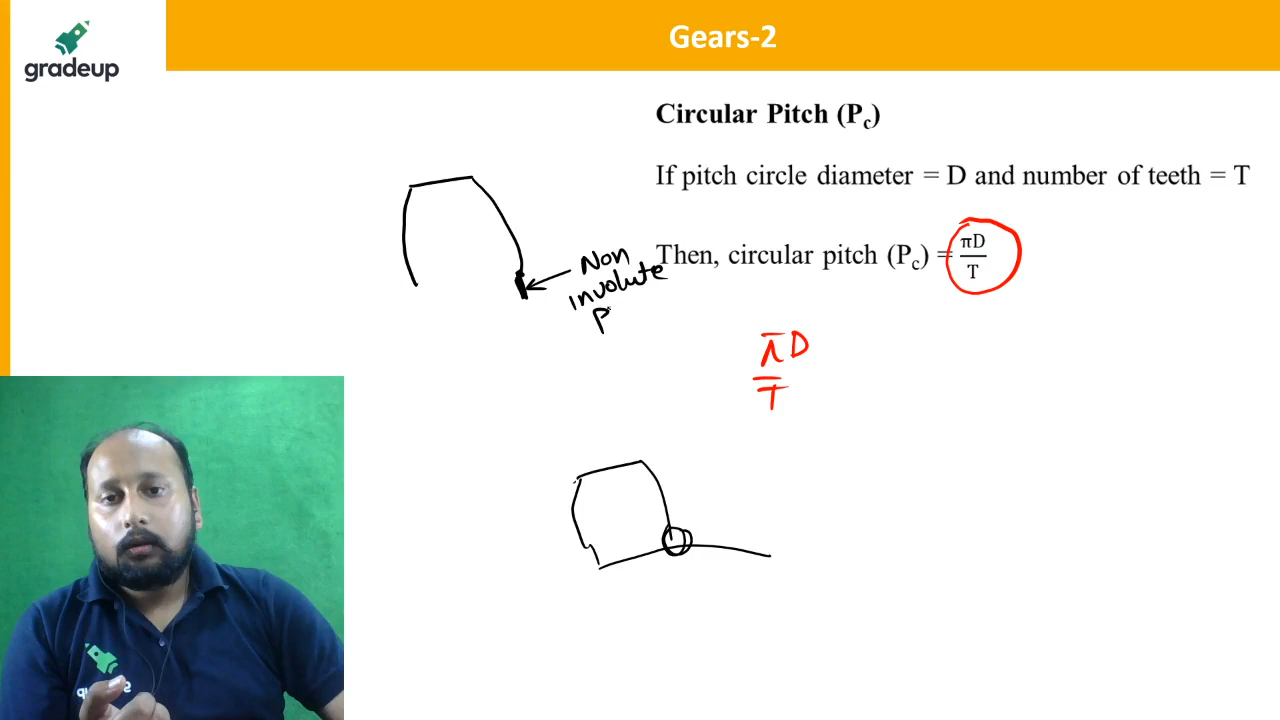 Gears-2
gradeup
Circular Pitch (Pc)
If pitch circle diameter = D and number of teeth = T
Then, circular pitch (Pc) = πD/T
Non
involute
P
πD
T